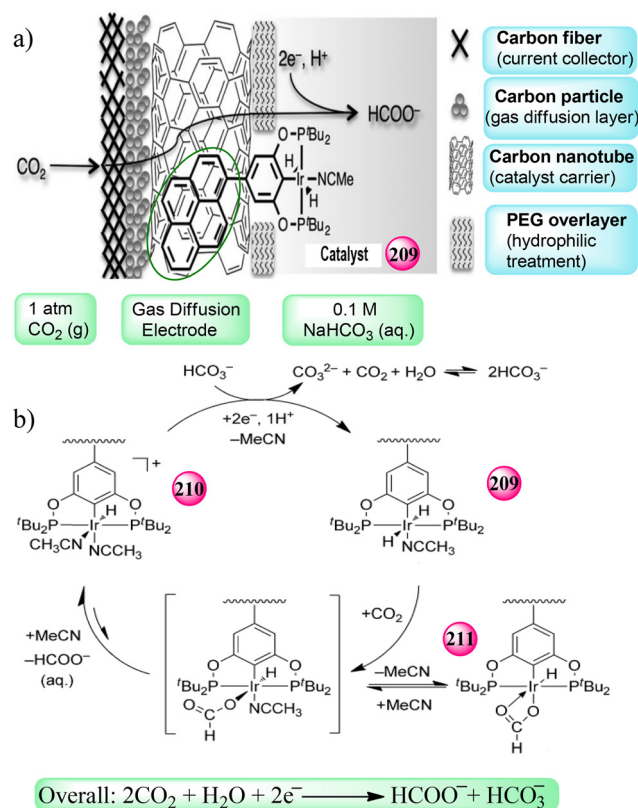 a)
CO₂
2e⁻, H⁺
HCOO⁻
O—PᵗBu₂
H
Ir
NCMe
H
O—PᵗBu₂
Catalyst 209
Carbon fiber
(current collector)
Carbon particle
(gas diffusion layer)
Carbon nanotube
(catalyst carrier)
PEG overlayer
(hydrophilic
treatment)
1 atm
CO₂ (g)
Gas Diffusion
Electrode
0.1 M
NaHCO₃ (aq.)
HCO₃⁻
CO₃²⁻ + CO₂ + H₂O ⇌ 2HCO₃⁻
b)
+2e⁻, 1H⁺
–MeCN
+
210
O H O
ᵗBu₂P—Ir—PᵗBu₂
CH₃CN NCCH₃
209
O H O
ᵗBu₂P—Ir—PᵗBu₂
H NCCH₃
+CO₂
+MeCN
–HCOO⁻
(aq.)
O H O
ᵗBu₂P—Ir—PᵗBu₂
O O NCCH₃
H
–MeCN
+MeCN
211
O H O
ᵗBu₂P—Ir—PᵗBu₂
O O
H
Overall: 2CO₂ + H₂O + 2e⁻ ⟶ HCOO⁻ + HCO₃⁻